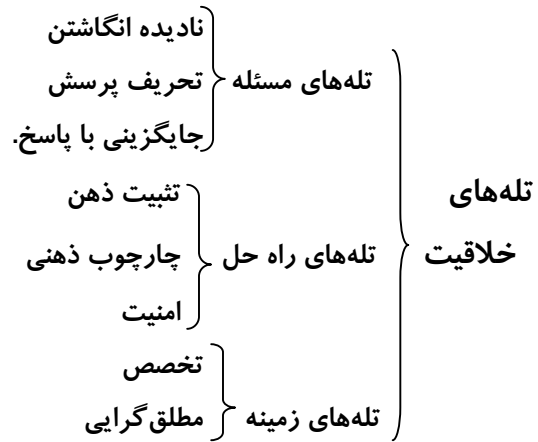 تله‌های
خلاقیت
تله‌های مسئله
نادیده انگاشتن
تحریف پرسش
جایگزینی با پاسخ.
تله‌های راه حل
تثبیت ذهن
چارچوب ذهنی
امنیت
تله‌های زمینه
تخصص
مطلق‌گرایی